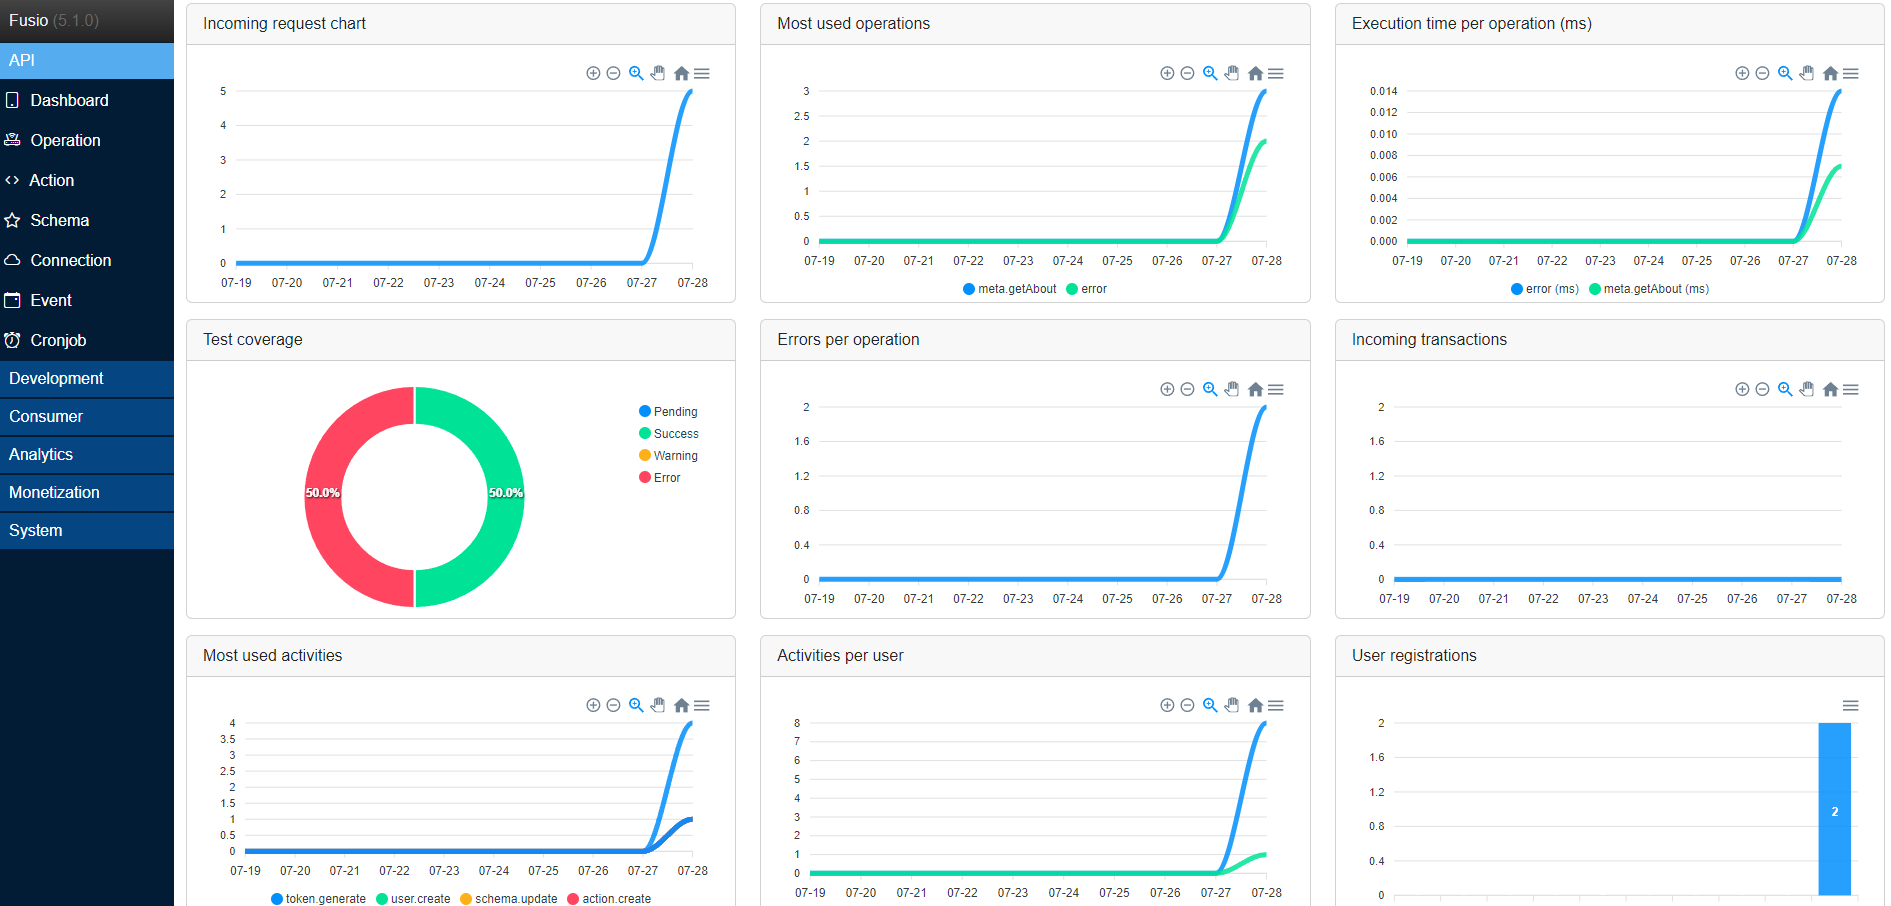 Fusio (5.1.0)
API
Dashboard
Operation
Action
Schema
Connection
Event
Cronjob
Development
Consumer
Analytics
Monetization
System
Incoming request chart
5
4
3
2
1
0
07-19 07-20 07-21 07-22 07-23 07-24 07-25 07-26 07-27 07-28
Most used operations
3
2.5
2
1.5
1
0.5
0
07-19 07-20 07-21 07-22 07-23 07-24 07-25 07-26 07-27 07-28
meta.getAbout error
Execution time per operation (ms)
0.014
0.012
0.010
0.008
0.006
0.004
0.002
0.000
07-19 07-20 07-21 07-22 07-23 07-24 07-25 07-26 07-27 07-28
error (ms) meta.getAbout (ms)
Test coverage
50.0% 50.0%
Pending
Success
Warning
Error
Errors per operation
2
1.6
1.2
0.8
0.4
0
07-19 07-20 07-21 07-22 07-23 07-24 07-25 07-26 07-27 07-28
Incoming transactions
2
1.6
1.2
0.8
0.4
0
07-19 07-20 07-21 07-22 07-23 07-24 07-25 07-26 07-27 07-28
Most used activities
4
3.5
3
2.5
2
1.5
1
0.5
0
07-19 07-20 07-21 07-22 07-23 07-24 07-25 07-26 07-27 07-28
token.generate user.create schema.update action.create
Activities per user
8
7
6
5
4
3
2
1
0
07-19 07-20 07-21 07-22 07-23 07-24 07-25 07-26 07-27 07-28
User registrations
2
1.6
1.2
0.8
0.4
0
2